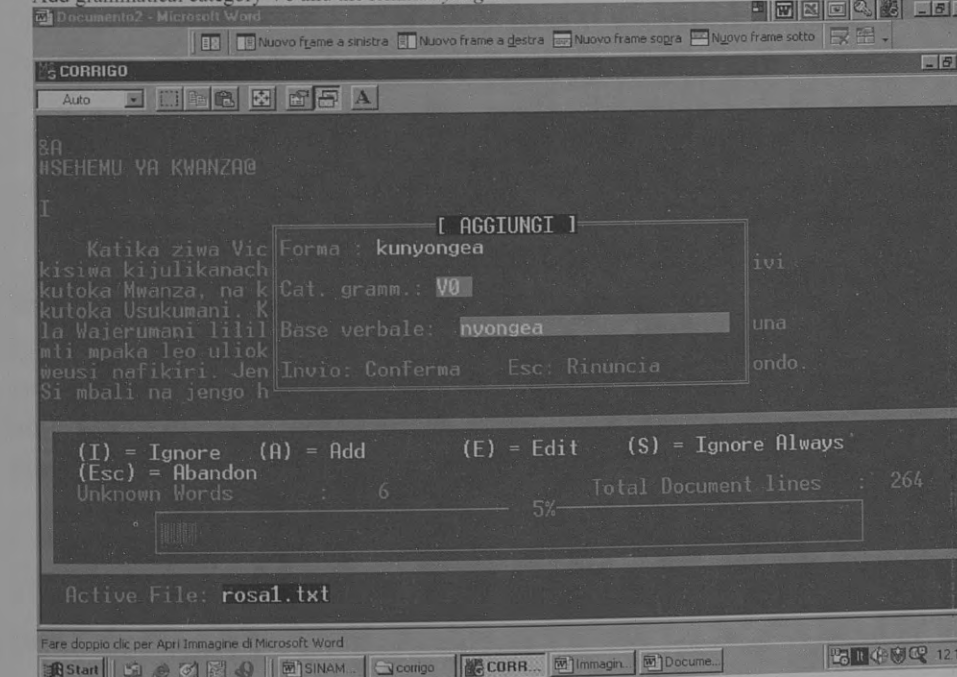 Documento2 - Microsoft Word
Nuovo frame a sinistra Nuovo frame a destra Nuovo frame sopra Nuovo frame sotto
CORRIGO
Auto A
&A
#SEHEMU YA KWANZA@
I
[ AGGIUNGI ]
Katika ziwa Vic Forma : kunyongea
kisiwa kijulikanach ivi
kutoka Mwanza, na k Cat. gramm.: V0
kutoka Usukumani. K
la Wajerumani lilil Base verbale: nyongea una
mti mpaka leo uliok
weusi nafikiri. Jen Invio: Conferma Esc: Rinuncia ondo.
Si mbali na jengo h
(I) = Ignore (A) = Add (E) = Edit (S) = Ignore Always
(Esc) = Abandon
Unknown Words : 6 Total Document lines : 264
5%
6
Active File: rosa1.txt
Fare doppio clic per Apri Immagine di Microsoft Word
Start SINAM... corrigo CORR... Immagin... Docume... It